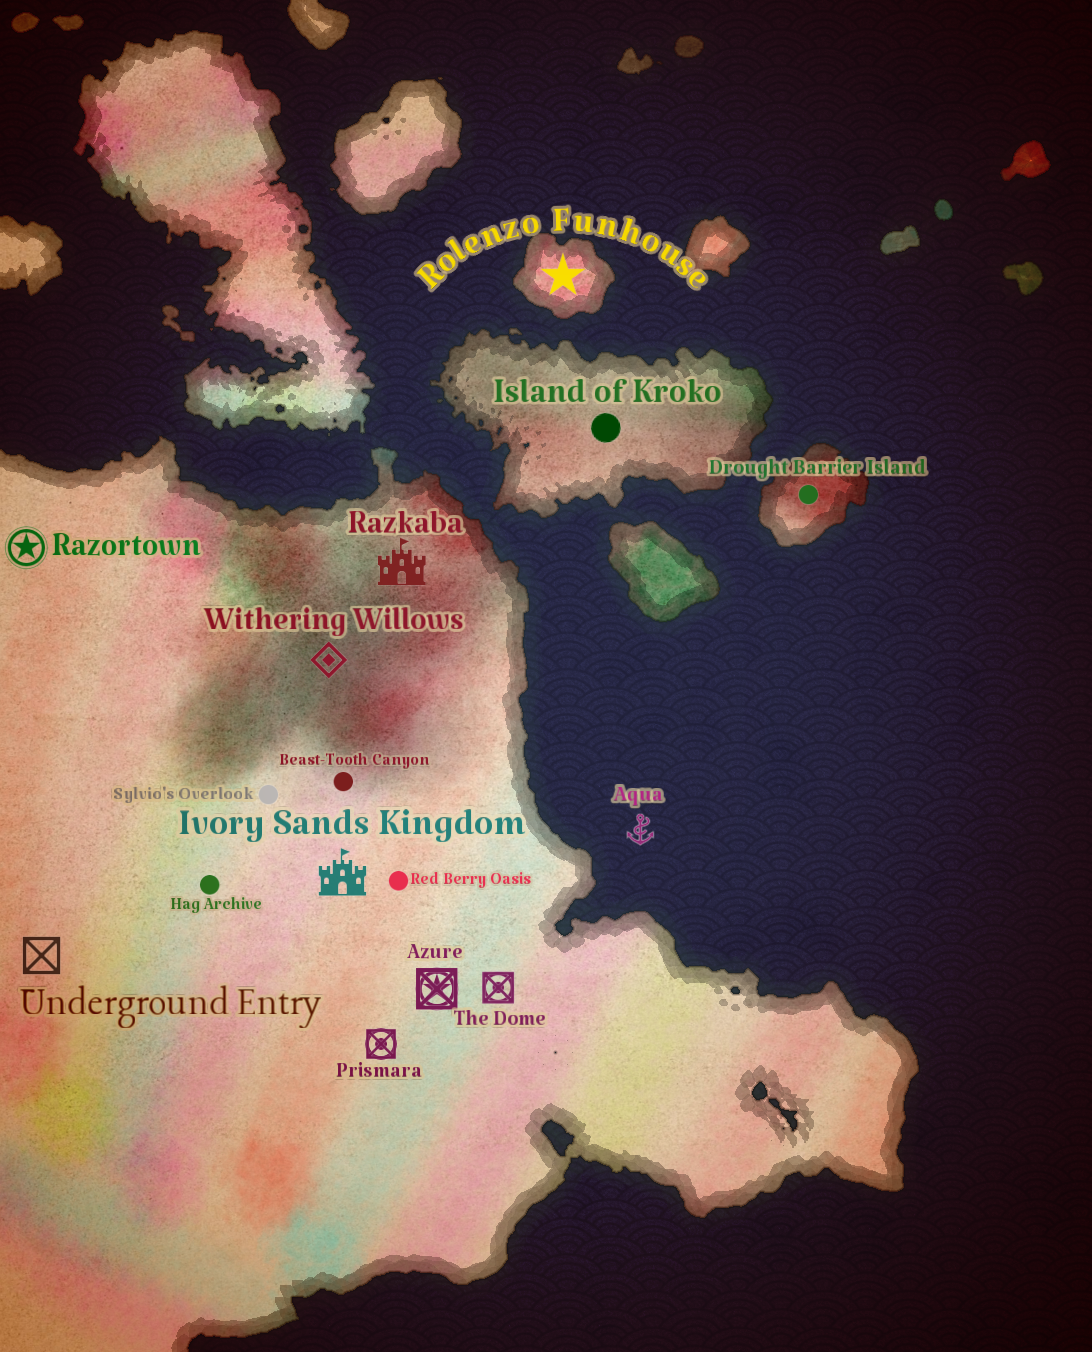 Rolenzo Funhouse
Island of Kroko
Drought Barrier Island
Razkaba
Razortown
Withering Willows
Beast-Tooth Canyon
Sylvio's Overlook
Aqua
Ivory Sands Kingdom
Red Berry Oasis
Hag Archive
Azure
Underground Entry
The Dome
Prismara